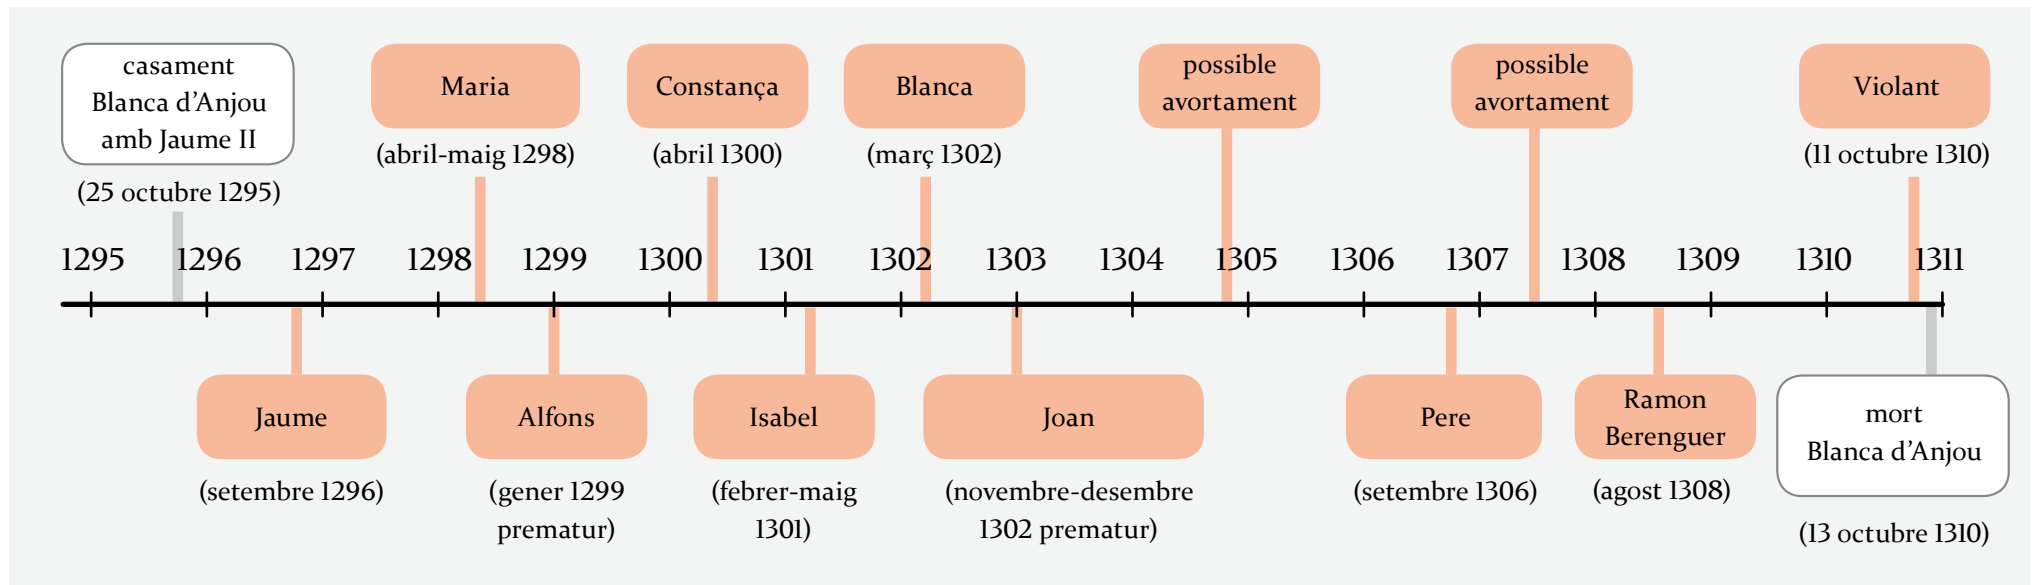 casament
Blanca d'Anjou
amb Jaume II
(25 octubre 1295)
Maria
(abril-maig 1298)
Constança
(abril 1300)
Blanca
(març 1302)
possible
avortament
possible
avortament
Violant
(11 octubre 1310)
1295 1296 1297 1298 1299 1300 1301 1302 1303 1304 1305 1306 1307 1308 1309 1310 1311
Jaume
(setembre 1296)
Alfons
(gener 1299
prematur)
Isabel
(febrer-maig
1301)
Joan
(novembre-desembre
1302 prematur)
Pere
(setembre 1306)
Ramon
Berenguer
(agost 1308)
mort
Blanca d'Anjou
(13 octubre 1310)